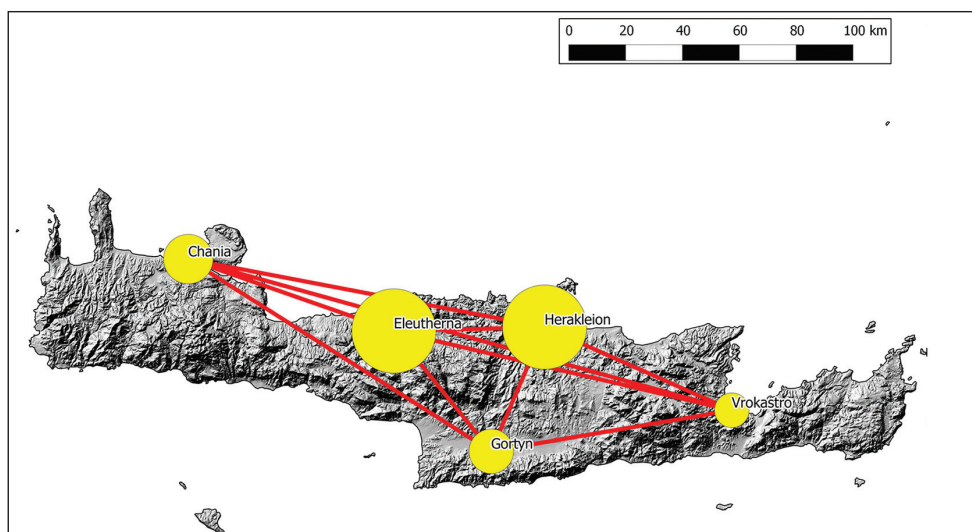 0 20 40 60 80 100 km
Chania
Eleutherna
Herakleion
Vrokastro
Gortyn